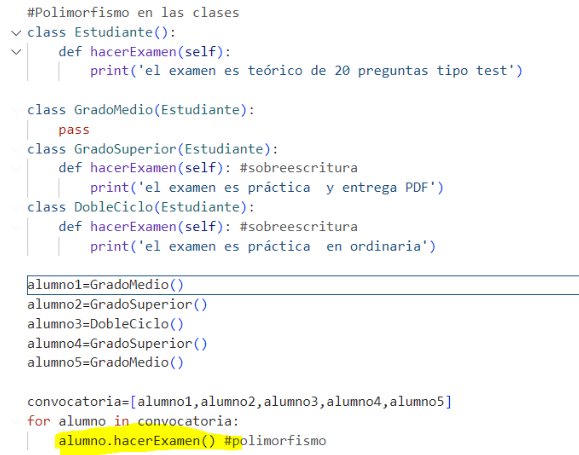 #Polimorfismo en las clases
class Estudiante():
    def hacerExamen(self):
        print('el examen es teórico de 20 preguntas tipo test')

class GradoMedio(Estudiante):
    pass
class GradoSuperior(Estudiante):
    def hacerExamen(self): #sobreescritura
        print('el examen es práctica  y entrega PDF')
class DobleCiclo(Estudiante):
    def hacerExamen(self): #sobreescritura
        print('el examen es práctica  en ordinaria')

alumno1=GradoMedio()
alumno2=GradoSuperior()
alumno3=DobleCiclo()
alumno4=GradoSuperior()
alumno5=GradoMedio()

convocatoria=[alumno1,alumno2,alumno3,alumno4,alumno5]
for alumno in convocatoria:
    alumno.hacerExamen() #polimorfismo